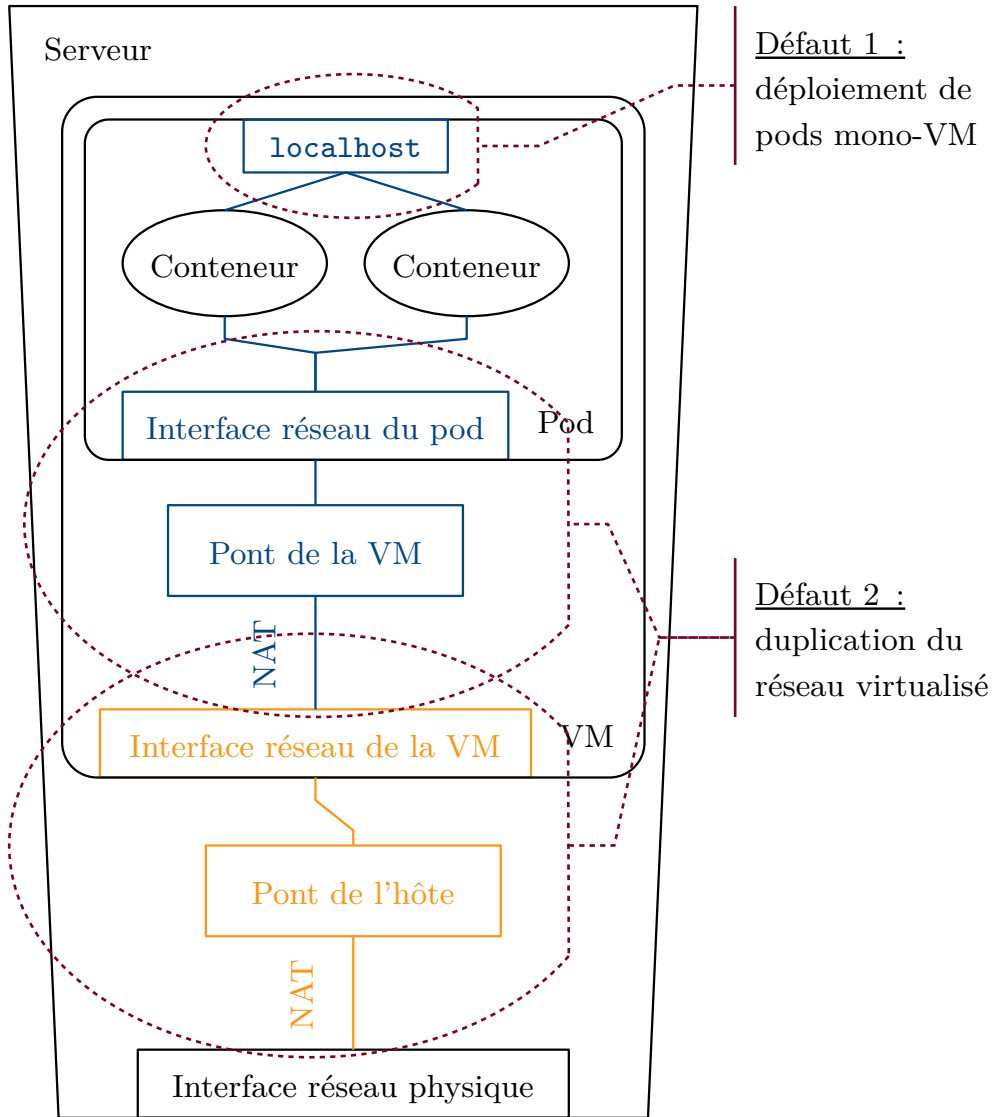 Serveur
Défaut 1 :
déploiement de
pods mono-VM
localhost
Conteneur
Conteneur
Interface réseau du pod
Pod
Pont de la VM
NAT
Défaut 2 :
duplication du
réseau virtualisé
Interface réseau de la VM
VM
Pont de l'hôte
NAT
Interface réseau physique